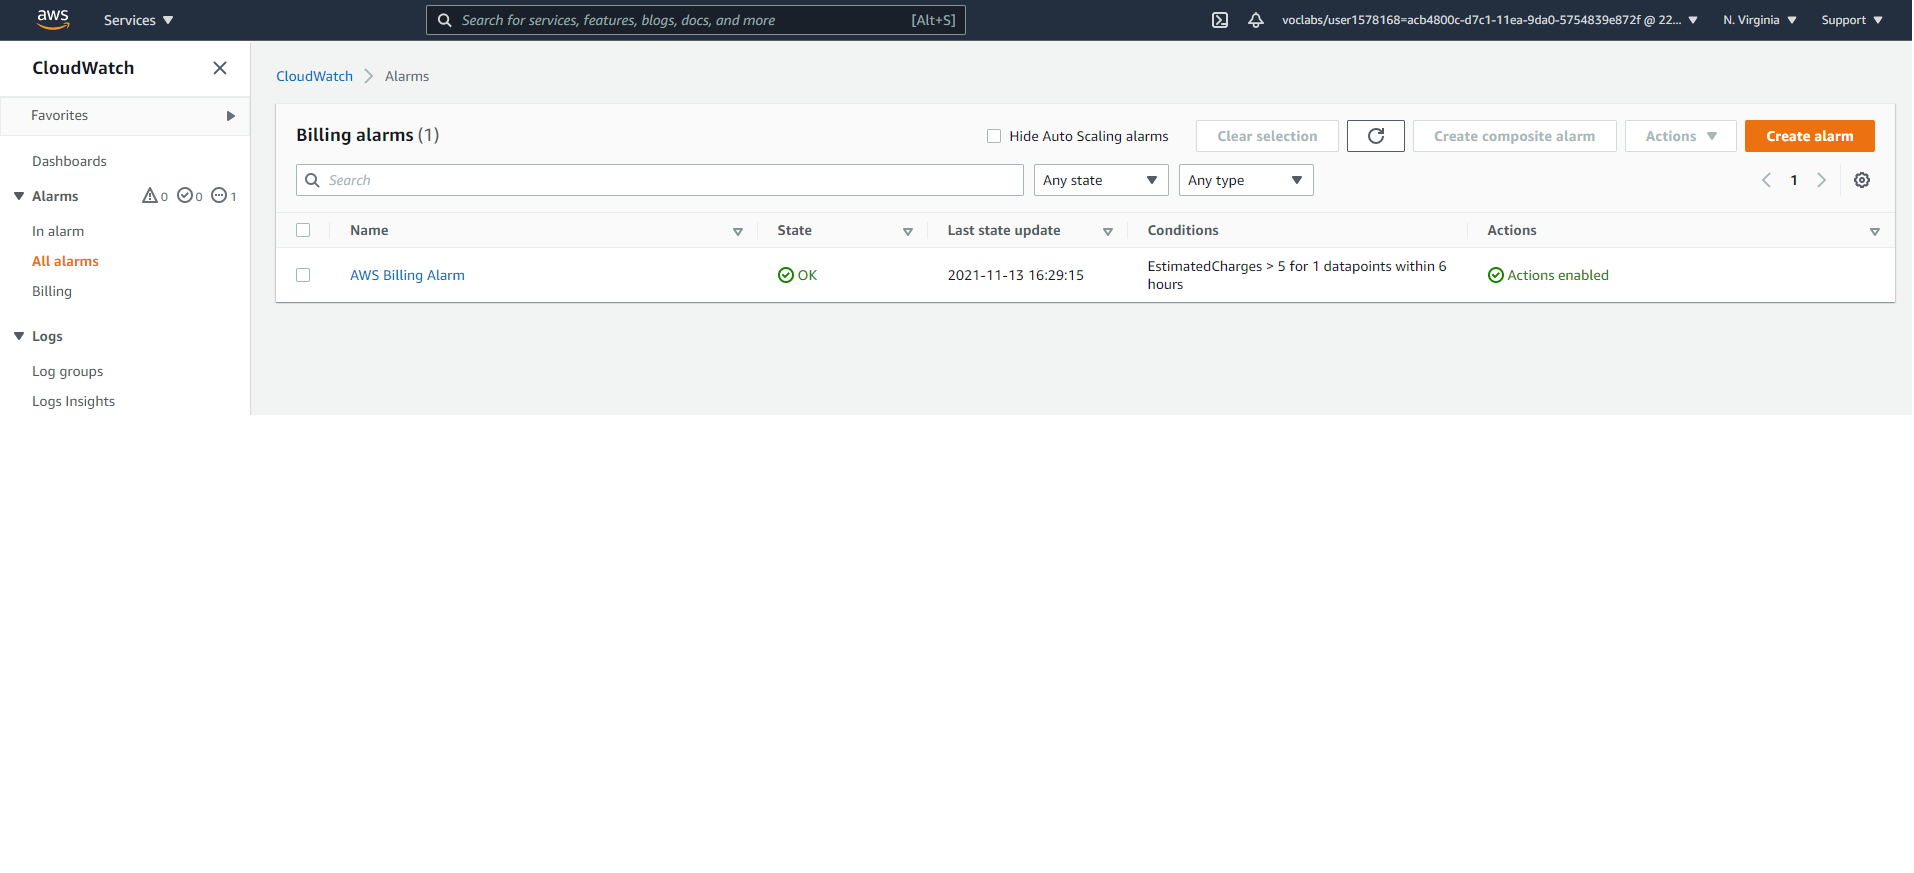 aws Services Search for services, features, blogs, docs, and more [Alt+S] voclabs/user1578168=acb4800c-d7c1-11ea-9da0-5754839e872f @ 22... N. Virginia Support
CloudWatch
Favorites
Dashboards
Alarms 0 0 1
In alarm
All alarms
Billing
Logs
Log groups
Logs Insights
CloudWatch Alarms
Billing alarms (1) Hide Auto Scaling alarms Clear selection Create composite alarm Actions Create alarm
Search Any state Any type 1
Name State Last state update Conditions Actions
AWS Billing Alarm OK 2021-11-13 16:29:15 EstimatedCharges > 5 for 1 datapoints within 6 Actions enabled
hours